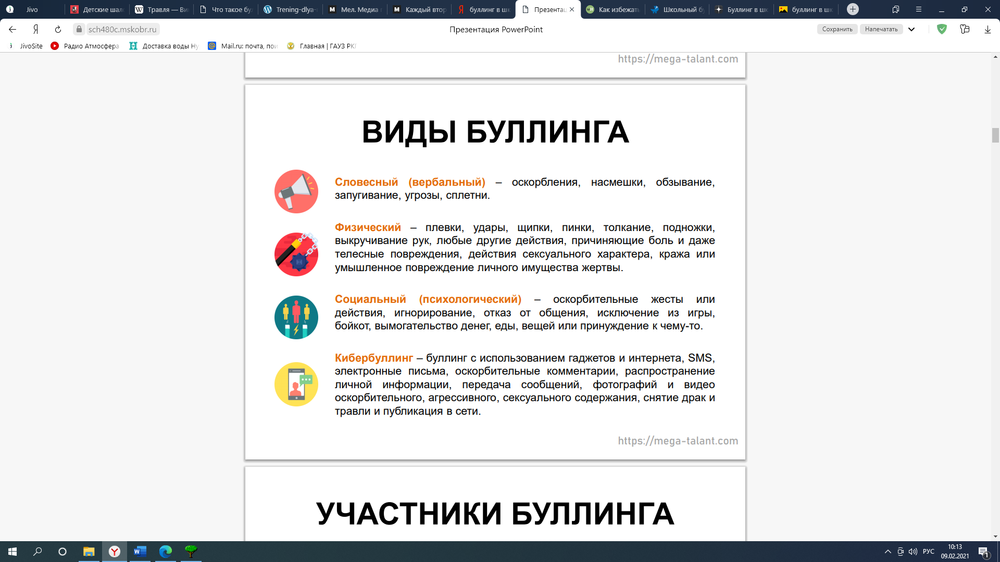 Jivo
Детские шал
Травля — Ви
Что такое бу
Trening-dlya-
Мел. Медиа
Каждый втор
буллинг в шк
Презентац
Как избежать
Школьный б
Буллинг в шк
буллинг в шк
sch480c.mskobr.ru
Презентация PowerPoint
Сохранить
Напечатать
JivoSite
Радио Атмосфера
Доставка воды Ну
Mail.ru: почта, пои
Главная | ГАУЗ РКГ
https://mega-talant.com
ВИДЫ БУЛЛИНГА
Словесный (вербальный) – оскорбления, насмешки, обзывание,
запугивание, угрозы, сплетни.
Физический – плевки, удары, щипки, пинки, толкание, подножки,
выкручивание рук, любые другие действия, причиняющие боль и даже
телесные повреждения, действия сексуального характера, кража или
умышленное повреждение личного имущества жертвы.
Социальный (психологический) – оскорбительные жесты или
действия, игнорирование, отказ от общения, исключение из игры,
бойкот, вымогательство денег, еды, вещей или принуждение к чему-то.
Кибербуллинг – буллинг с использованием гаджетов и интернета, SMS,
электронные письма, оскорбительные комментарии, распространение
личной информации, передача сообщений, фотографий и видео
оскорбительного, агрессивного, сексуального содержания, снятие драк и
травли и публикация в сети.
https://mega-talant.com
УЧАСТНИКИ БУЛЛИНГА
РУС
10:13
09.02.2021
1